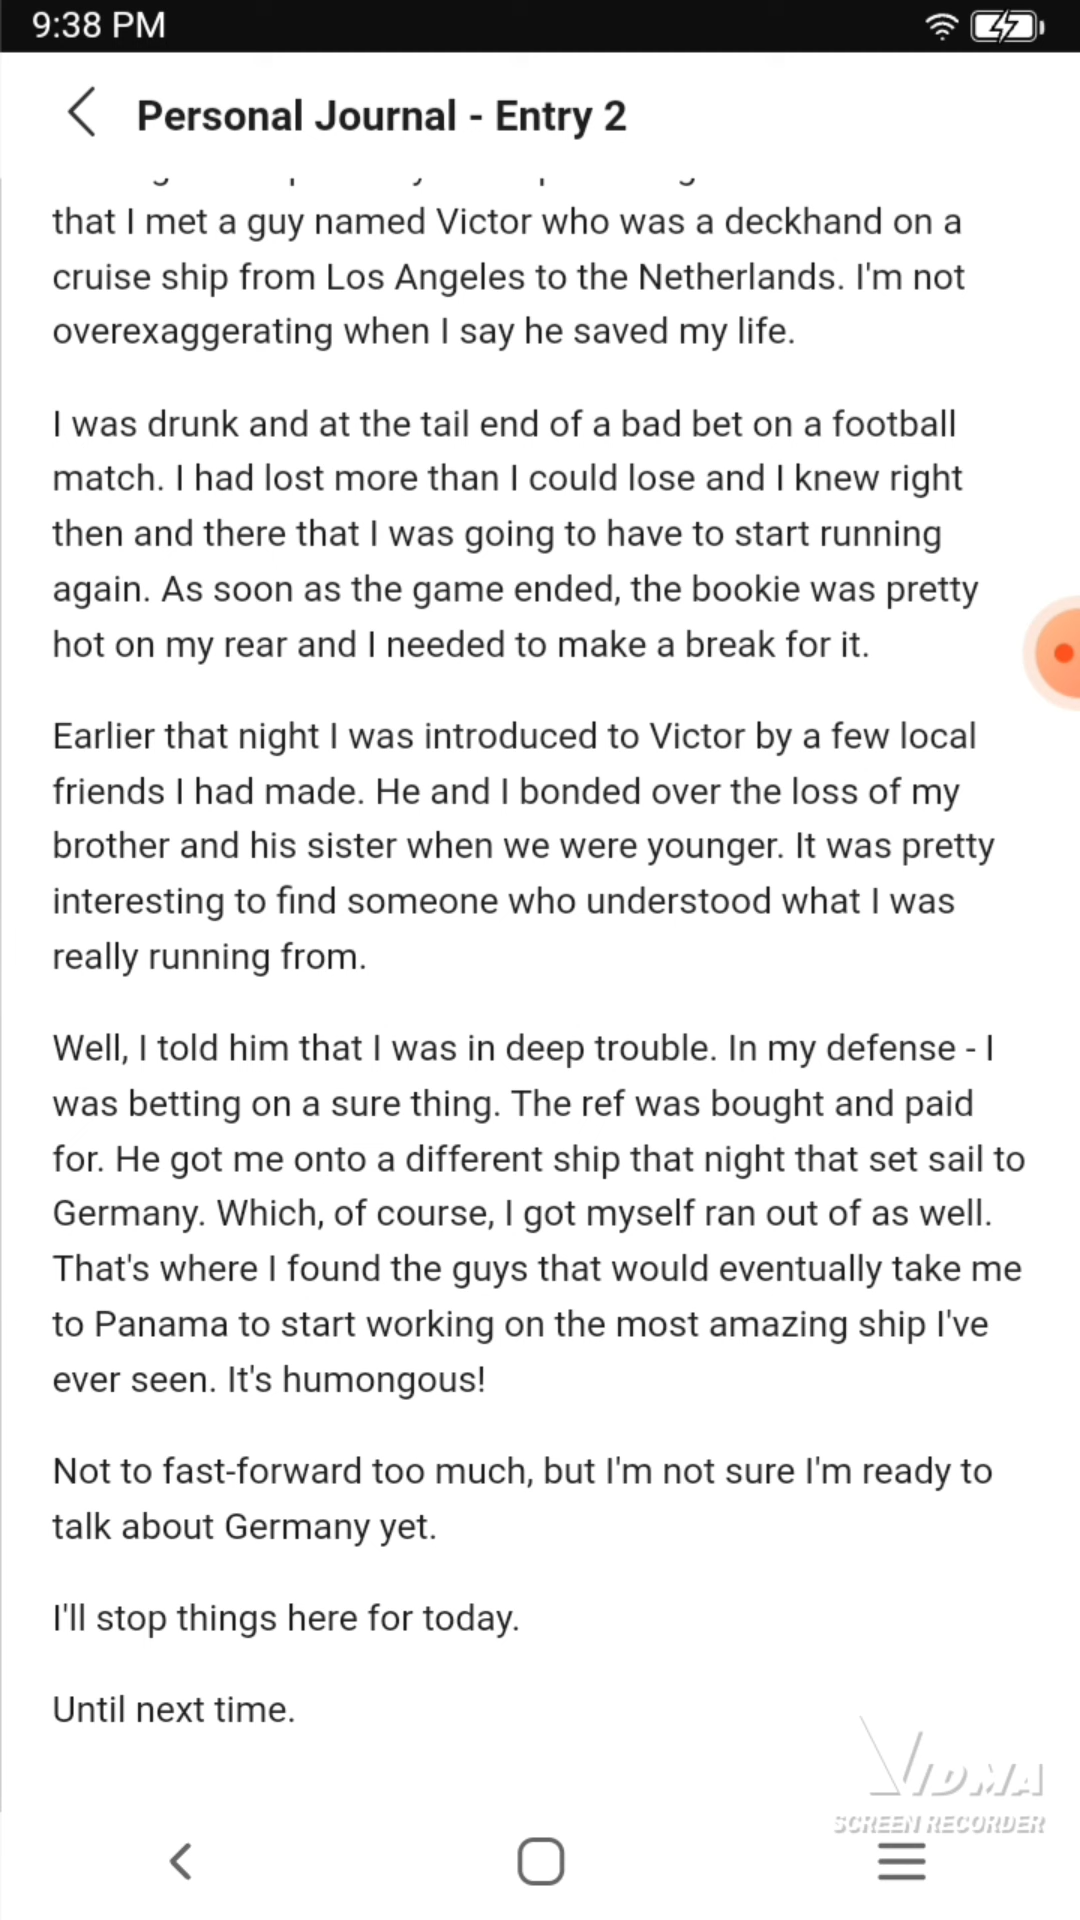 9:38 PM
Personal Journal - Entry 2
that I met a guy named Victor who was a deckhand on a
cruise ship from Los Angeles to the Netherlands. I'm not
overexaggerating when I say he saved my life.
I was drunk and at the tail end of a bad bet on a football
match. I had lost more than I could lose and I knew right
then and there that I was going to have to start running
again. As soon as the game ended, the bookie was pretty
hot on my rear and I needed to make a break for it.
Earlier that night I was introduced to Victor by a few local
friends I had made. He and I bonded over the loss of my
brother and his sister when we were younger. It was pretty
interesting to find someone who understood what I was
really running from.
Well, I told him that I was in deep trouble. In my defense - I
was betting on a sure thing. The ref was bought and paid
for. He got me onto a different ship that night that set sail to
Germany. Which, of course, I got myself ran out of as well.
That's where I found the guys that would eventually take me
to Panama to start working on the most amazing ship I've
ever seen. It's humongous!
Not to fast-forward too much, but I'm not sure I'm ready to
talk about Germany yet.
I'll stop things here for today.
Until next time.
VIDMA
SCREEN RECORDER